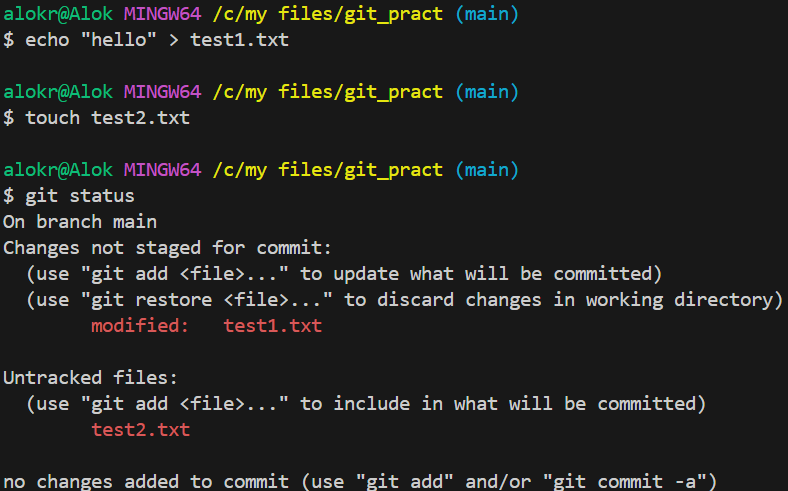 alokr@Alok MINGW64 /c/my files/git_pract (main)
$ echo "hello" > test1.txt
alokr@Alok MINGW64 /c/my files/git_pract (main)
$ touch test2.txt
alokr@Alok MINGW64 /c/my files/git_pract (main)
$ git status
On branch main
Changes not staged for commit:
(use "git add <file>..." to update what will be committed)
(use "git restore <file>..." to discard changes in working directory)
modified: test1.txt
Untracked files:
(use "git add <file>..." to include in what will be committed)
test2.txt
no changes added to commit (use "git add" and/or "git commit -a")